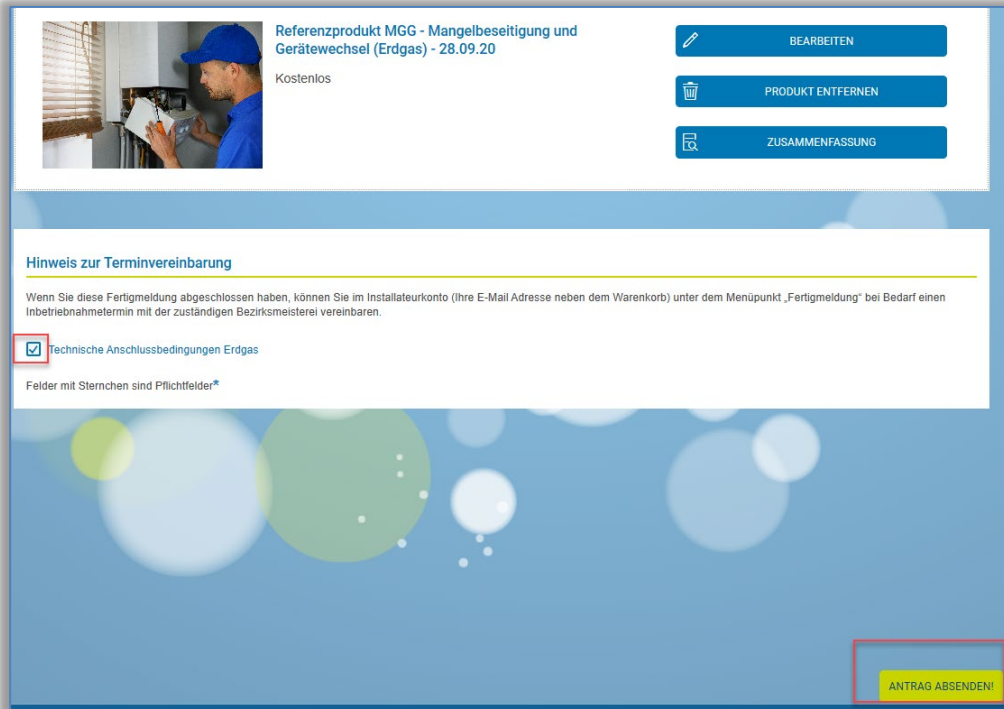 Referenzprodukt MGG - Mangelbeseitigung und
Gerätewechsel (Erdgas) - 28.09.20
Kostenlos
BEARBEITEN
PRODUKT ENTFERNEN
ZUSAMMENFASSUNG
Hinweis zur Terminvereinbarung
Wenn Sie diese Fertigmeldung abgeschlossen haben, können Sie im Installateurkonto (Ihre E-Mail Adresse neben dem Warenkorb) unter dem Menüpunkt „Fertigmeldung" bei Bedarf einen
Inbetriebnahmetermin mit der zuständigen Bezirksmeisterei vereinbaren.
Technische Anschlussbedingungen Erdgas
Felder mit Sternchen sind Pflichtfelder*
ANTRAG ABSENDEN!